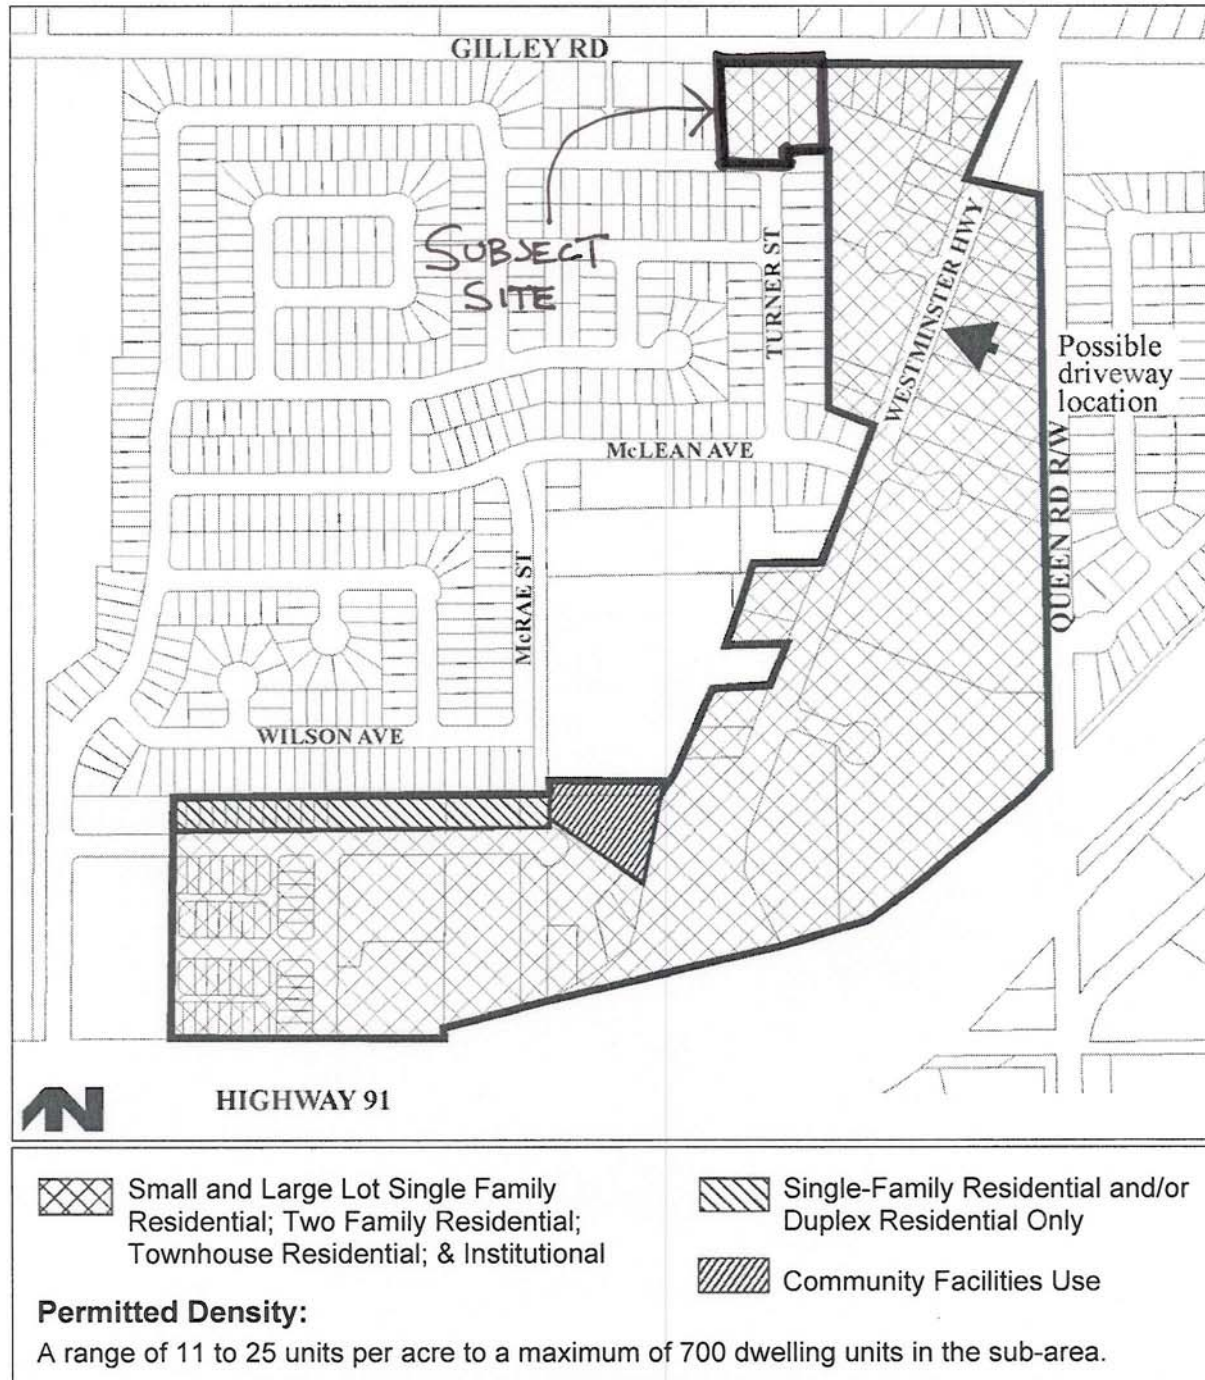 GILLEY RD
SUBJECT
SITE
TURNER ST
WESTMINSTER HWY
Possible
driveway
location
McLEAN AVE
QUEEN RD R/W
McRAE ST
WILSON AVE
N
HIGHWAY 91
Small and Large Lot Single Family
Residential; Two Family Residential;
Townhouse Residential; & Institutional
Single-Family Residential and/or
Duplex Residential Only
Community Facilities Use
Permitted Density:
A range of 11 to 25 units per acre to a maximum of 700 dwelling units in the sub-area.